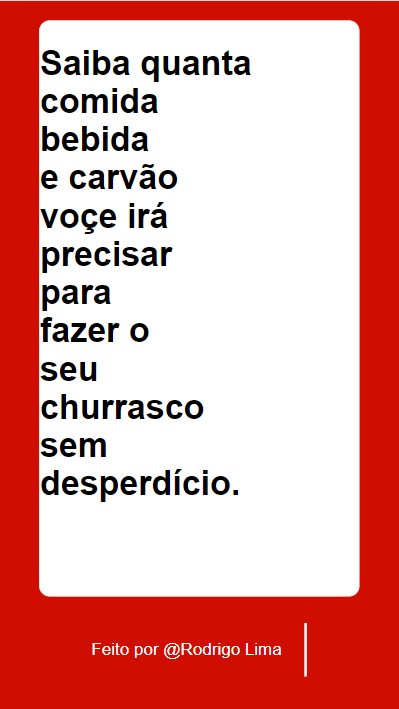 Saiba quanta
comida
bebida
e carvão
voçe irá
precisar
para
fazer o
seu
churrasco
sem
desperdício.
Feito por @Rodrigo Lima